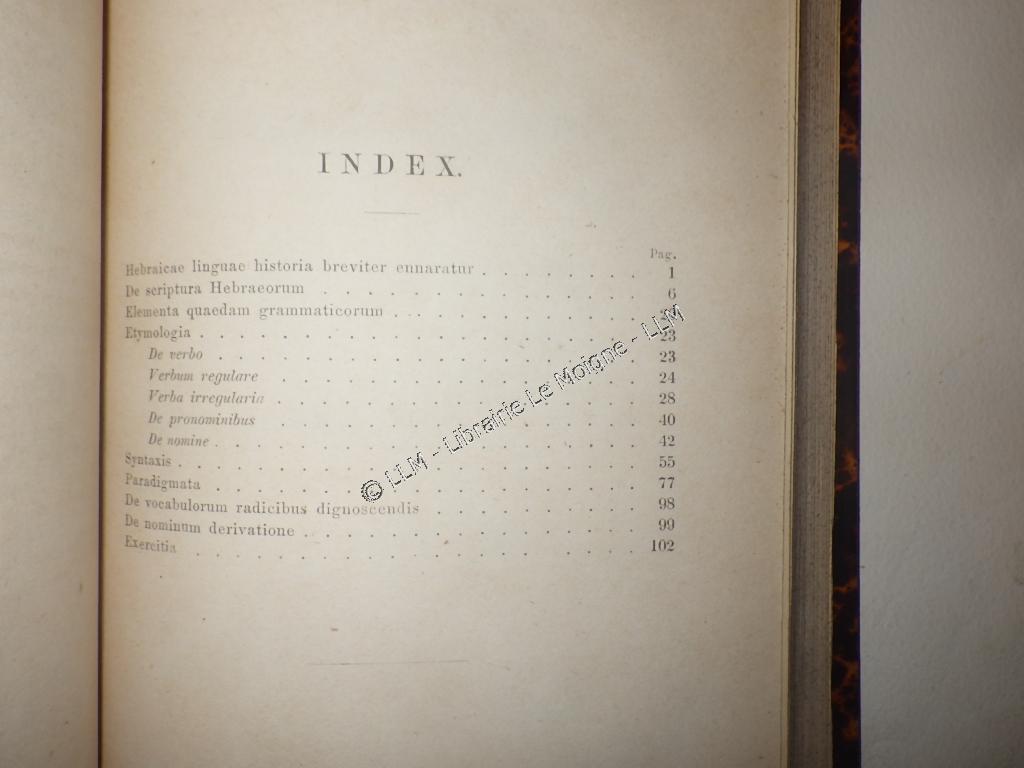 INDEX.
Pag.
Hebraicae linguae historia breviter ennaratur . . . . . . . . 1
De scriptura Hebraeorum . . . . . . . . . . . . . . 6
Elementa quaedam grammaticorum . . . . . . . . . . . .
Etymologia . . . . . . . . . . . . . . . . . . . 23
De verbo . . . . . . . . . . . . . . . . . . . 23
Verbum regulare . . . . . . . . . . . . . . . . 24
Verba irregularia . . . . . . . . . . . . . . . . 28
De pronominibus . . . . . . . . . . . . . . . . 40
De nomine . . . . . . . . . . . . . . . . . . . 42
Syntaxis . . . . . . . . . . . . . . . . . . . . 55
Paradigmata . . . . . . . . . . . . . . . . . . 77
De vocabulorum radicibus dignoscendis . . . . . . . . . 98
De nominum derivatione . . . . . . . . . . . . . . 99
Exercitia . . . . . . . . . . . . . . . . . . . 102
© LLM - Librairie Le Moigne - LLM